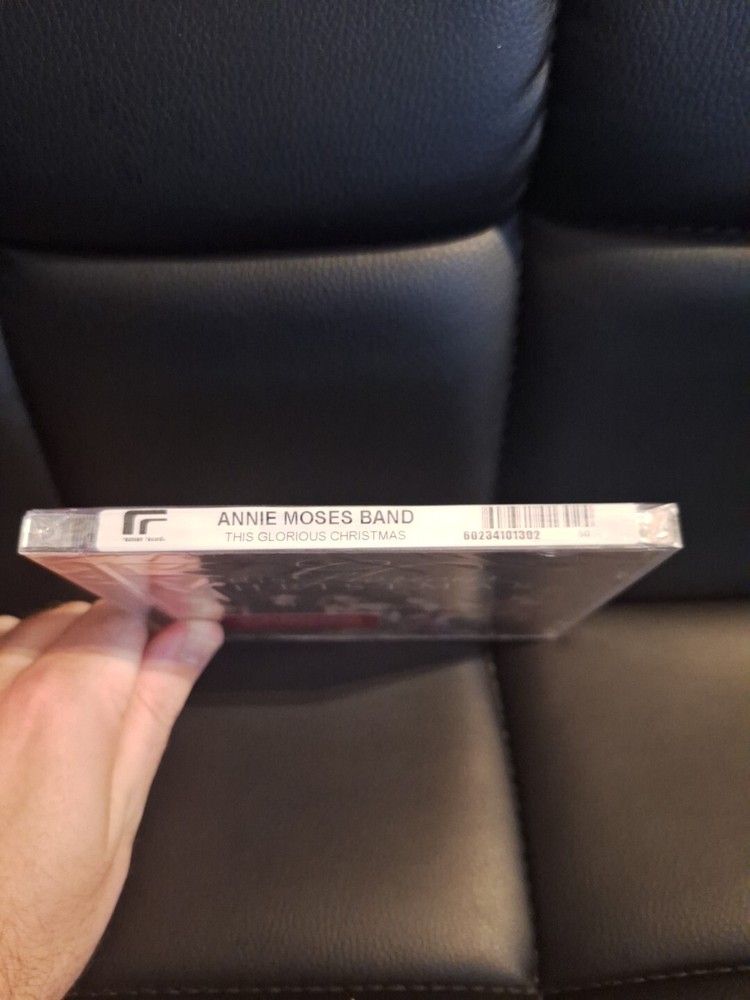 ANNIE MOSES BAND
THIS GLORIOUS CHRISTMAS
60234101302